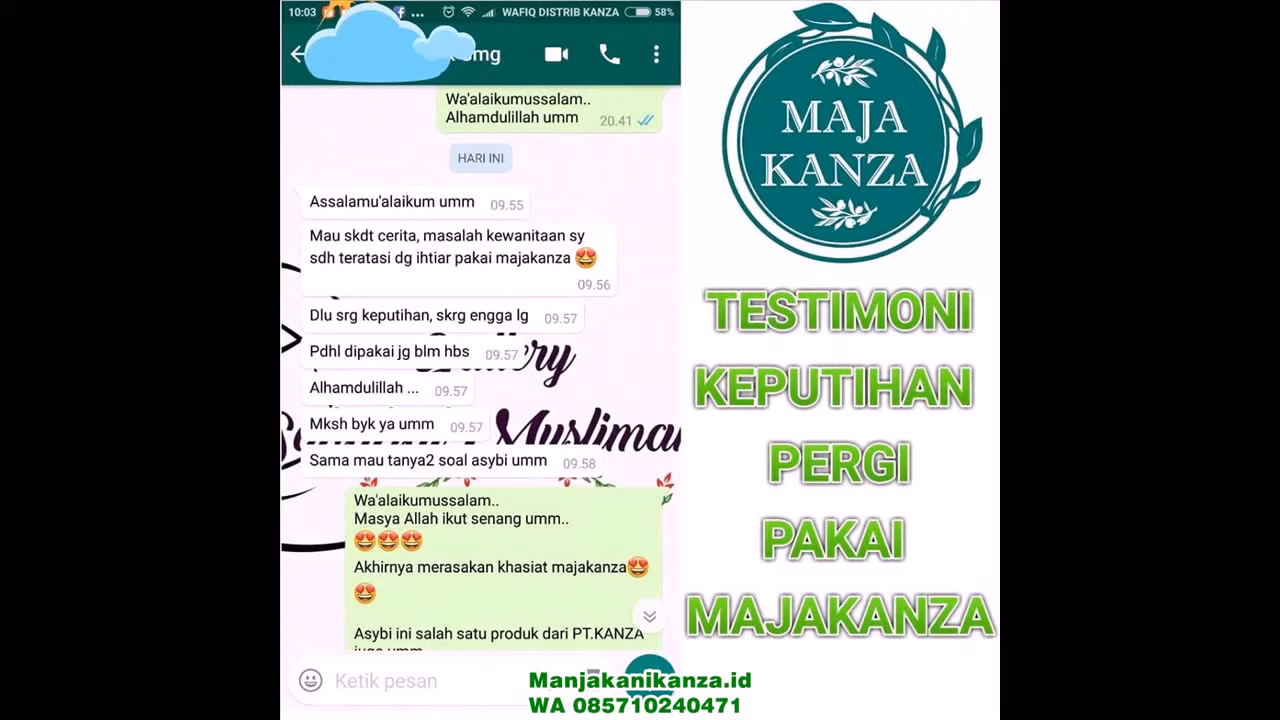 10:03
WAFIQ DISTRIB KANZA
58%
Wa'alaikumussalam..
Alhamdulillah umm
20.41
HARI INI
Assalamu'alaikum umm
09.55
Mau skdt cerita, masalah kewanitaan sy
sdh teratasi dg ihtiar pakai majakanza 😍
09.56
Dlu srg keputihan, skrg engga lg
09.57
Pdhl dipakai jg blm hbs
09.57
Alhamdulillah ...
09.57
Mksh byk ya umm
09.57
Sama mau tanya2 soal asybi umm
09.58
Wa'alaikumussalam..
Masya Allah ikut senang umm..
😍😍😍
Akhirnya merasakan khasiat majakanza😍
😍
Asybi ini salah satu produk dari PT.KANZA
Ketik pesan
MAJA
KANZA
TESTIMONI
KEPUTIHAN
PERGI
PAKAI
MAJAKANZA
Manjakanikanza.id
WA 085710240471